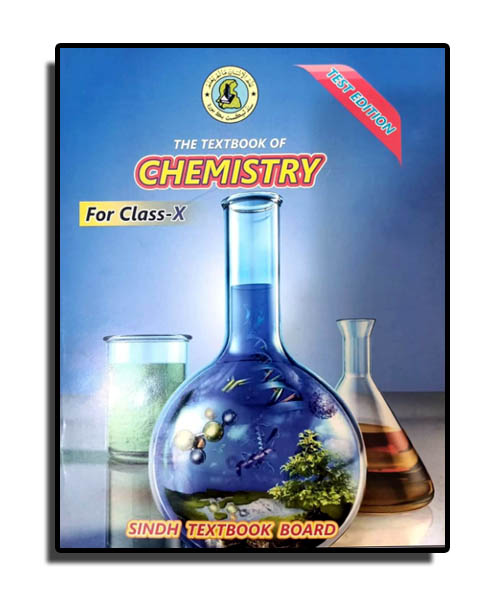 TEST EDITION
THE TEXTBOOK OF
CHEMISTRY
For Class-X
SINDH TEXTBOOK BOARD